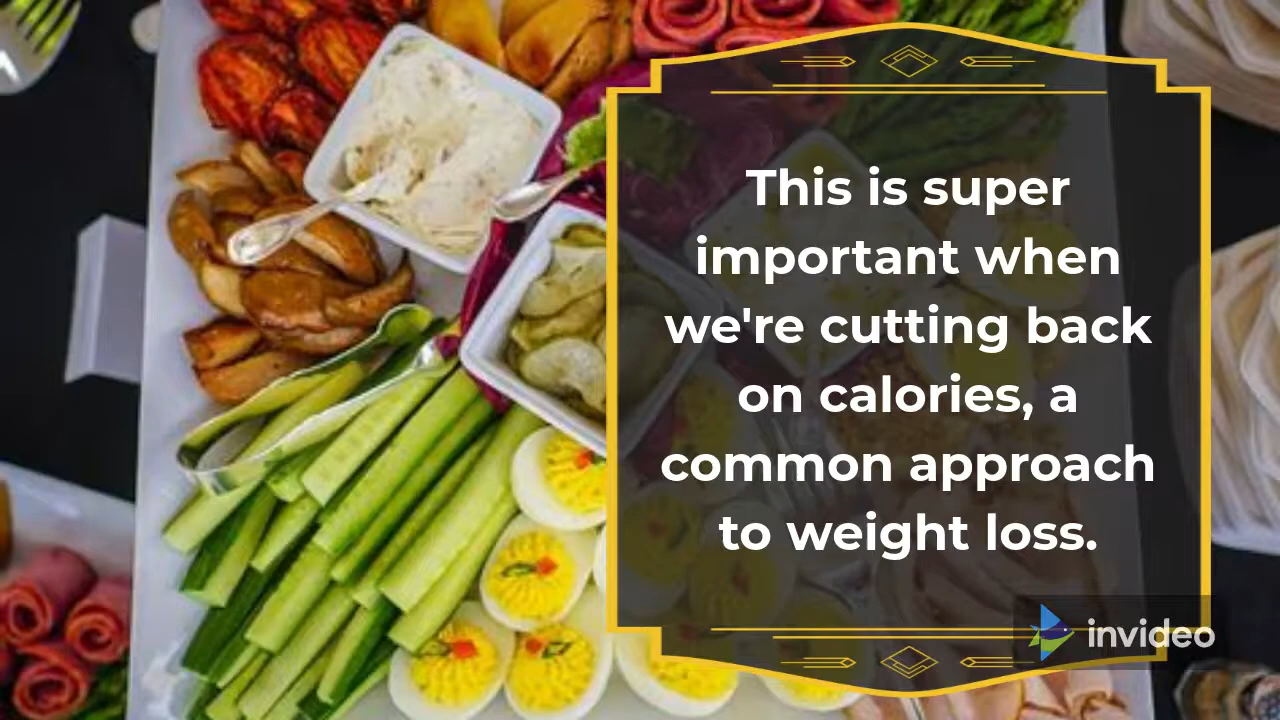 This is super
important when
we're cutting back
on calories, a
common approach
to weight loss.
invideo